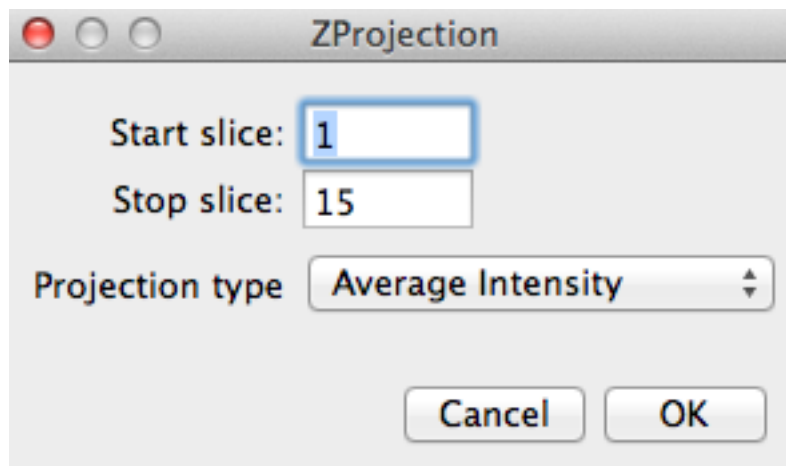 ZProjection
Start slice: 1
Stop slice: 15
Projection type Average Intensity
Cancel OK